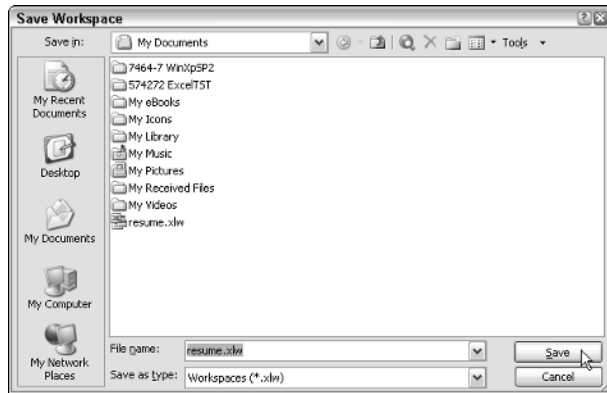 Save Workspace
Save in:
My Documents
Tools
7464-7 WinXpSP2
574272 ExcelTST
My eBooks
My Icons
My Library
My Music
My Pictures
My Received Files
My Videos
resume.xlw
My Recent
Documents
Desktop
My Documents
My Computer
My Network
Places
File name:
resume.xlw
Save
Save as type:
Workspaces (*.xlw)
Cancel